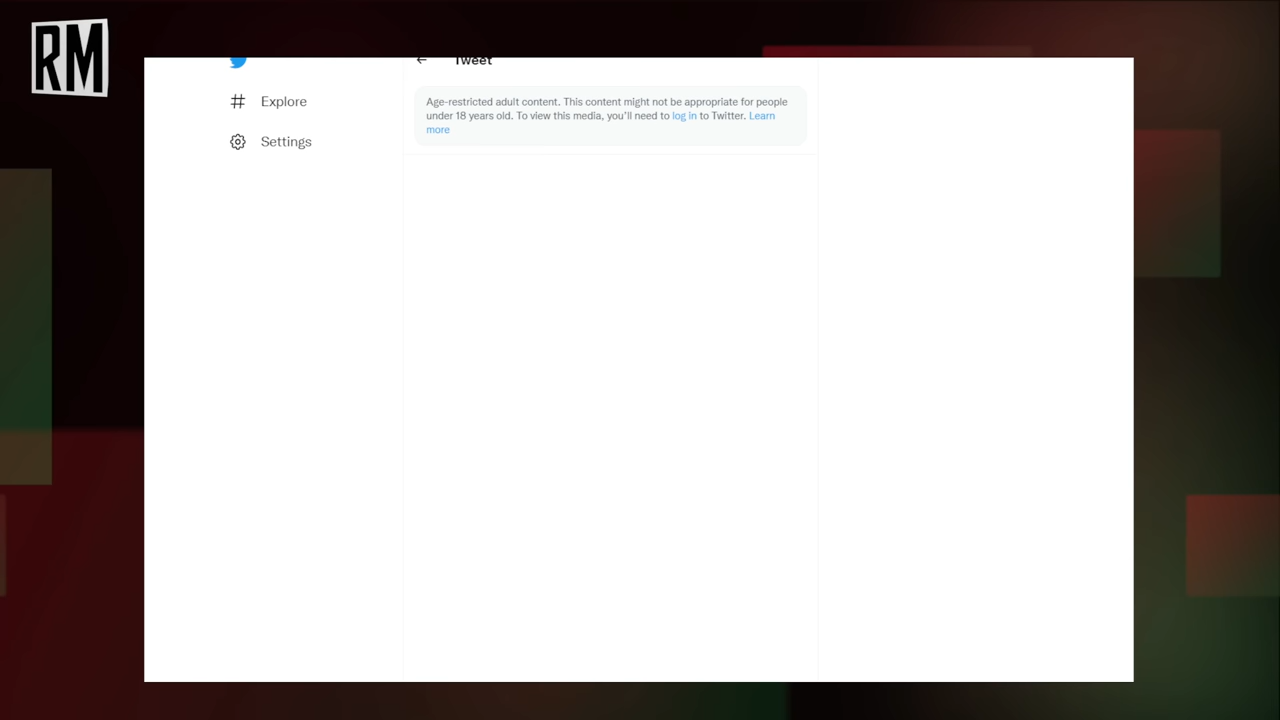 RM
Tweet
Explore
Settings
Age-restricted adult content. This content might not be appropriate for people
under 18 years old. To view this media, you'll need to log in to Twitter. Learn
more